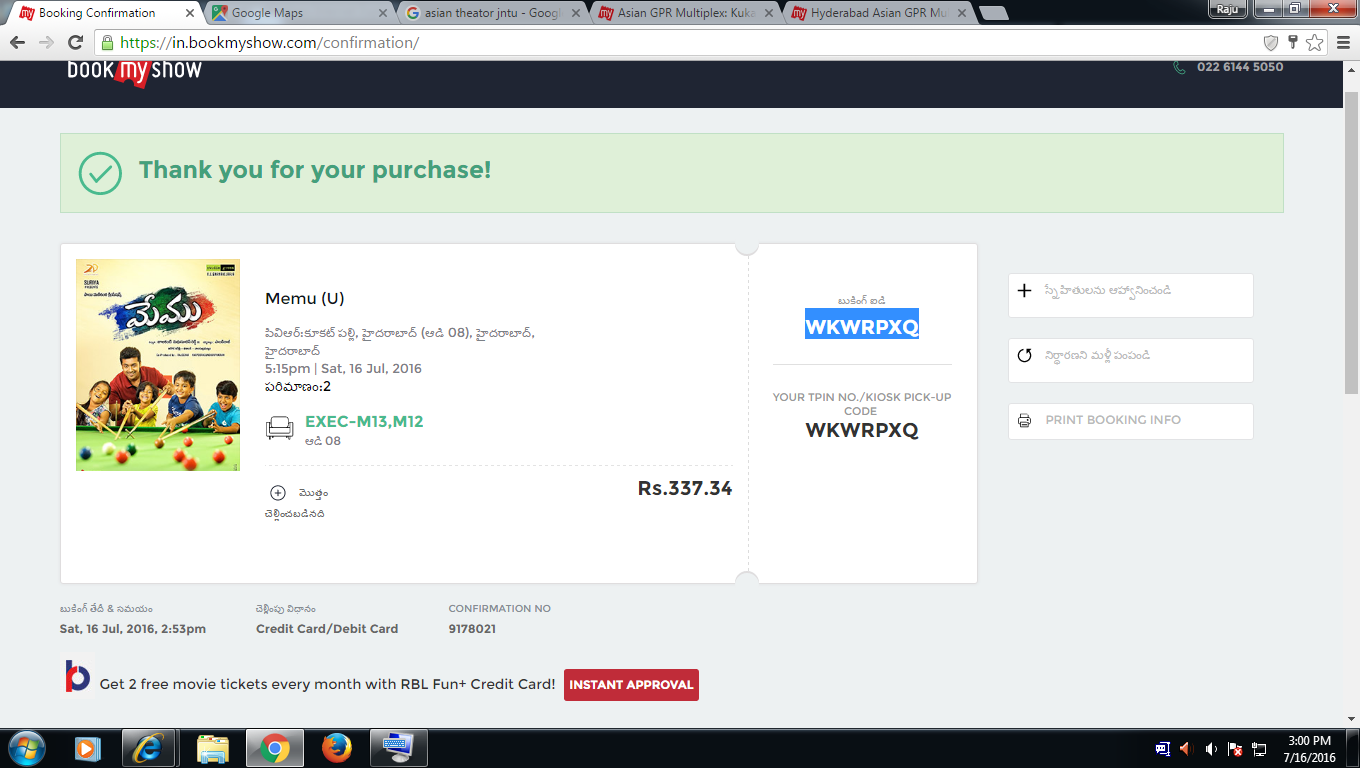 Booking Confirmation
Google Maps
asian theator jntu - Googl
Asian GPR Multiplex: Kuka
Hyderabad Asian GPR Mul
Raju
https://in.bookmyshow.com/confirmation/
book my show
022 6144 5050
Thank you for your purchase!
మేము
Memu (U)
పివిఆర్:కూకట్ పల్లి, హైదరాబాద్ (ఆడి 08), హైదరాబాద్,
హైదరాబాద్
5:15pm | Sat, 16 Jul, 2016
పరిమాణం:2
EXEC-M13,M12
ఆడి 08
మొత్తం
చెల్లించబడినది
Rs.337.34
బుకింగ్ ఐడి
WKWRPXQ
YOUR TPIN NO./KIOSK PICK-UP
CODE
WKWRPXQ
స్నేహితులను ఆహ్వానించండి
నిర్ధారణని మళ్లీ పంపండి
PRINT BOOKING INFO
బుకింగ్ తేదీ & సమయం
Sat, 16 Jul, 2016, 2:53pm
చెల్లింపు విధానం
Credit Card/Debit Card
CONFIRMATION NO
9178021
Get 2 free movie tickets every month with RBL Fun+ Credit Card!
INSTANT APPROVAL
3:00 PM
7/16/2016